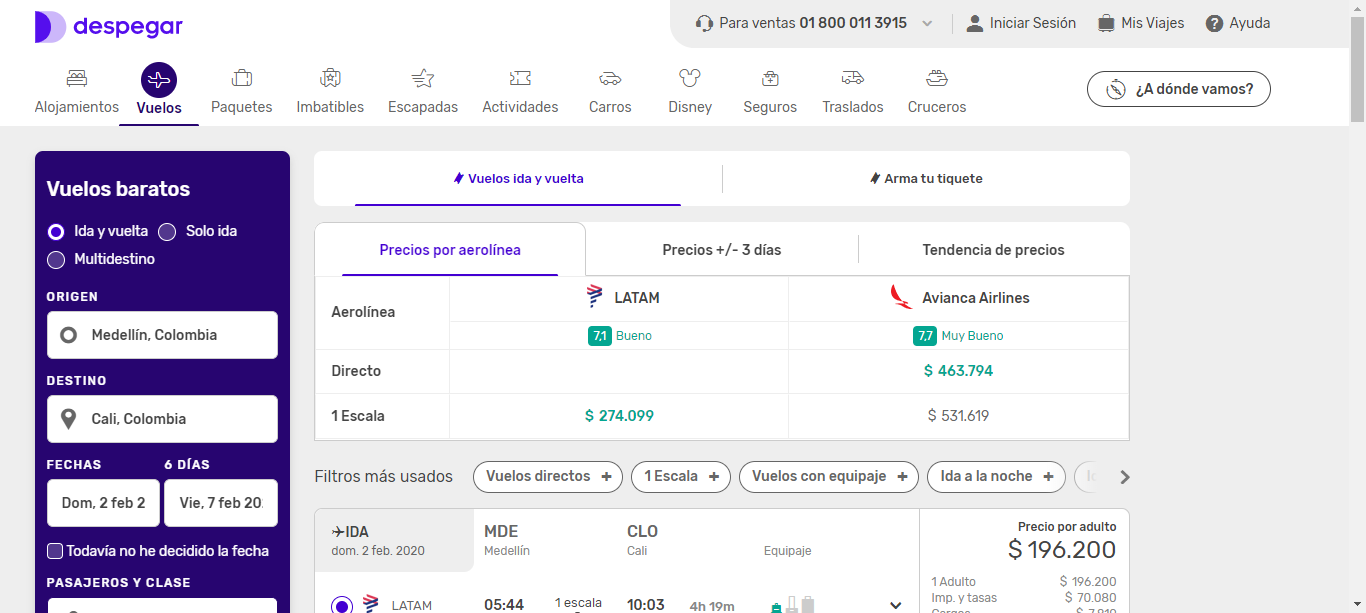 despegar
Para ventas 01 800 011 3915
Iniciar Sesión
Mis Viajes
Ayuda
Alojamientos
Vuelos
Paquetes
Imbatibles
Escapadas
Actividades
Carros
Disney
Seguros
Traslados
Cruceros
¿A dónde vamos?
Vuelos baratos
Ida y vuelta
Solo ida
Multidestino
ORIGEN
Medellín, Colombia
DESTINO
Cali, Colombia
FECHAS
6 DÍAS
Dom, 2 feb 2
Vie, 7 feb 20
Todavía no he decidido la fecha
PASAJEROS Y CLASE
Vuelos ida y vuelta
Arma tu tiquete
Precios por aerolínea
Precios +/- 3 días
Tendencia de precios
Aerolínea
LATAM
Avianca Airlines
7,1 Bueno
7,7 Muy Bueno
Directo
$ 463.794
1 Escala
$ 274.099
$ 531.619
Filtros más usados
Vuelos directos +
1 Escala +
Vuelos con equipaje +
Ida a la noche +
IDA
dom. 2 feb. 2020
MDE
Medellín
CLO
Cali
Equipaje
LATAM
05:44
1 escala
10:03
4h 19m
Precio por adulto
$ 196.200
1 Adulto
$ 196.200
Imp. y tasas
$ 70.080